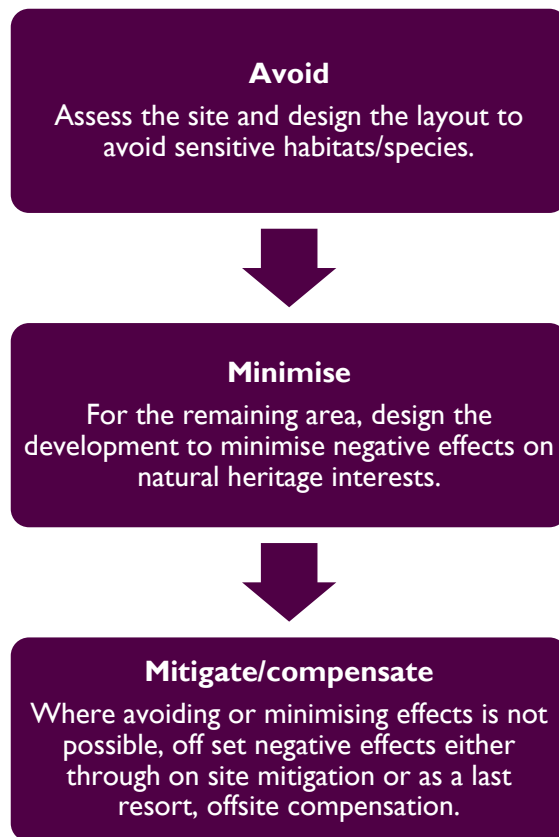 Avoid
Assess the site and design the layout to
avoid sensitive habitats/species.
Minimise
For the remaining area, design the
development to minimise negative effects on
natural heritage interests.
Mitigate/compensate
Where avoiding or minimising effects is not
possible, off set negative effects either
through on site mitigation or as a last
resort, offsite compensation.